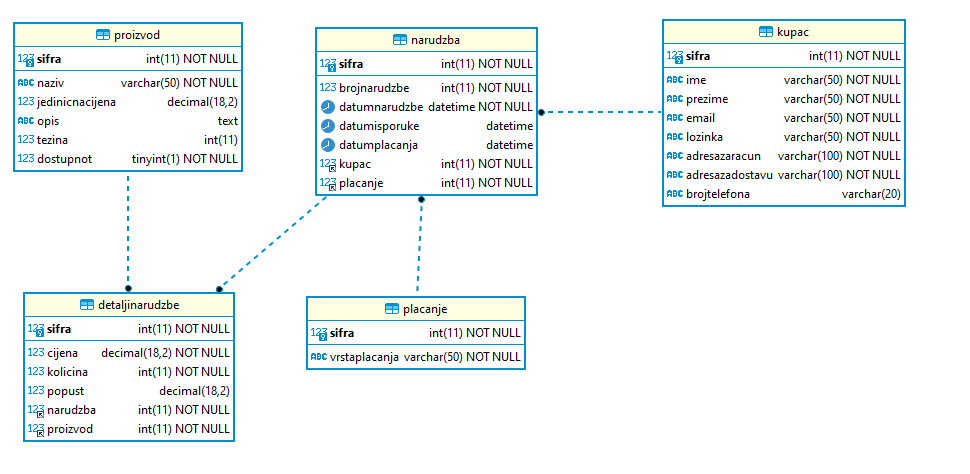 proizvod
123 sifra int(11) NOT NULL
ABC naziv varchar(50) NOT NULL
123 jedinicnacijena decimal(18,2)
ABC opis text
123 tezina int(11)
123 dostupnot tinyint(1) NOT NULL
narudzba
123 sifra int(11) NOT NULL
123 brojnarudzbe int(11) NOT NULL
datumnarudzbe datetime NOT NULL
datumisporuke datetime
datumplacanja datetime
123 kupac int(11) NOT NULL
123 placanje int(11) NOT NULL
kupac
123 sifra int(11) NOT NULL
ABC ime varchar(50) NOT NULL
ABC prezime varchar(50) NOT NULL
ABC email varchar(50) NOT NULL
ABC lozinka varchar(50) NOT NULL
ABC adresazaracun varchar(100) NOT NULL
ABC adresazadostavu varchar(100) NOT NULL
ABC brojtelefona varchar(20)
detaljinarudzbe
123 sifra int(11) NOT NULL
123 cijena decimal(18,2) NOT NULL
123 kolicina int(11) NOT NULL
123 popust decimal(18,2)
123 narudzba int(11) NOT NULL
123 proizvod int(11) NOT NULL
placanje
123 sifra int(11) NOT NULL
ABC vrstaplacanja varchar(50) NOT NULL